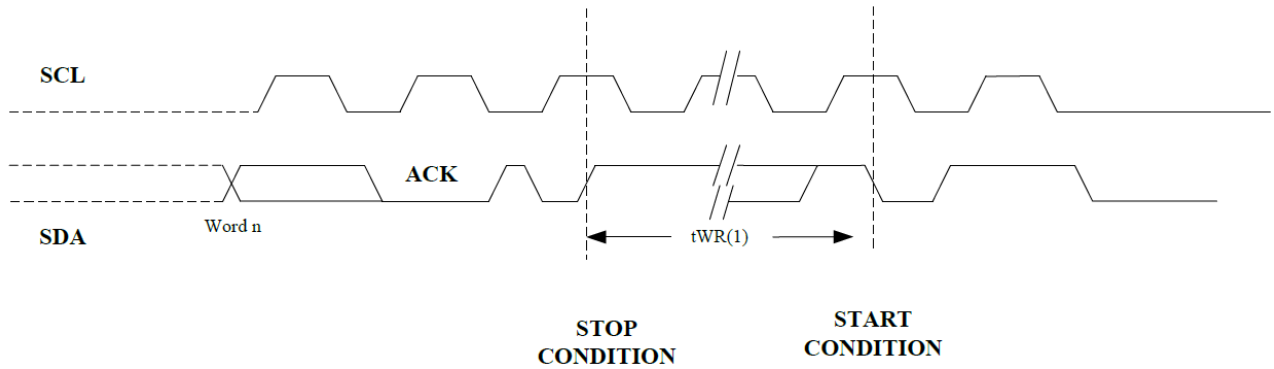 SCL
ACK
Word n
SDA
tWR(1)
STOP
CONDITION
START
CONDITION